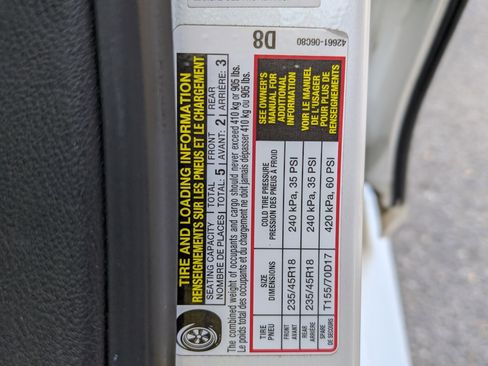 TIRE AND LOADING INFORMATION
RENSEIGNEMENTS SUR LES PNEUS ET LE CHARGEMENT
SEATING CAPACITY | TOTAL | FRONT | REAR
NOMBRE DE PLACES | TOTAL: 5 | AVANT: 2 | ARRIÈRE: 3
The combined weight of occupants and cargo should never exceed 410 kg or 905 lbs.
Le poids total des occupants et du chargement ne doit jamais dépasser 410 kg ou 905 lbs.
TIRE
PNEU
SIZE
DIMENSIONS
COLD TIRE PRESSURE
PRESSION DES PNEUS À FROID
FRONT
AVANT
235/45R18
240 kPa, 35 PSI
REAR
ARRIÈRE
235/45R18
240 kPa, 35 PSI
SPARE
DE SECOURS
T155/70D17
420 kPa, 60 PSI
SEE OWNER'S
MANUAL FOR
ADDITIONAL
INFORMATION
VOIR LE MANUEL
DE L'USAGER
POUR PLUS DE
RENSEIGNEMENTS
D8
42661-06C80